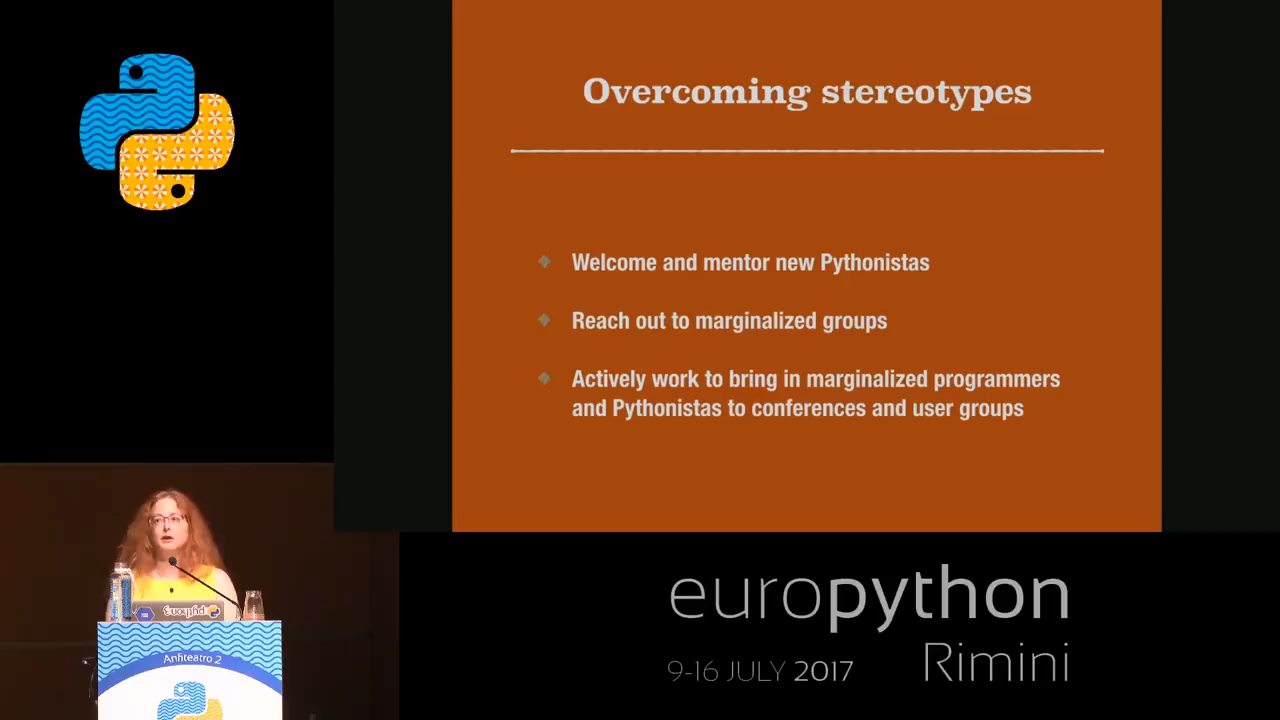 Overcoming stereotypes
Welcome and mentor new Pythonistas
Reach out to marginalized groups
Actively work to bring in marginalized programmers
and Pythonistas to conferences and user groups
Anfiteatro 2
europython
9-16 JULY 2017
Rimini